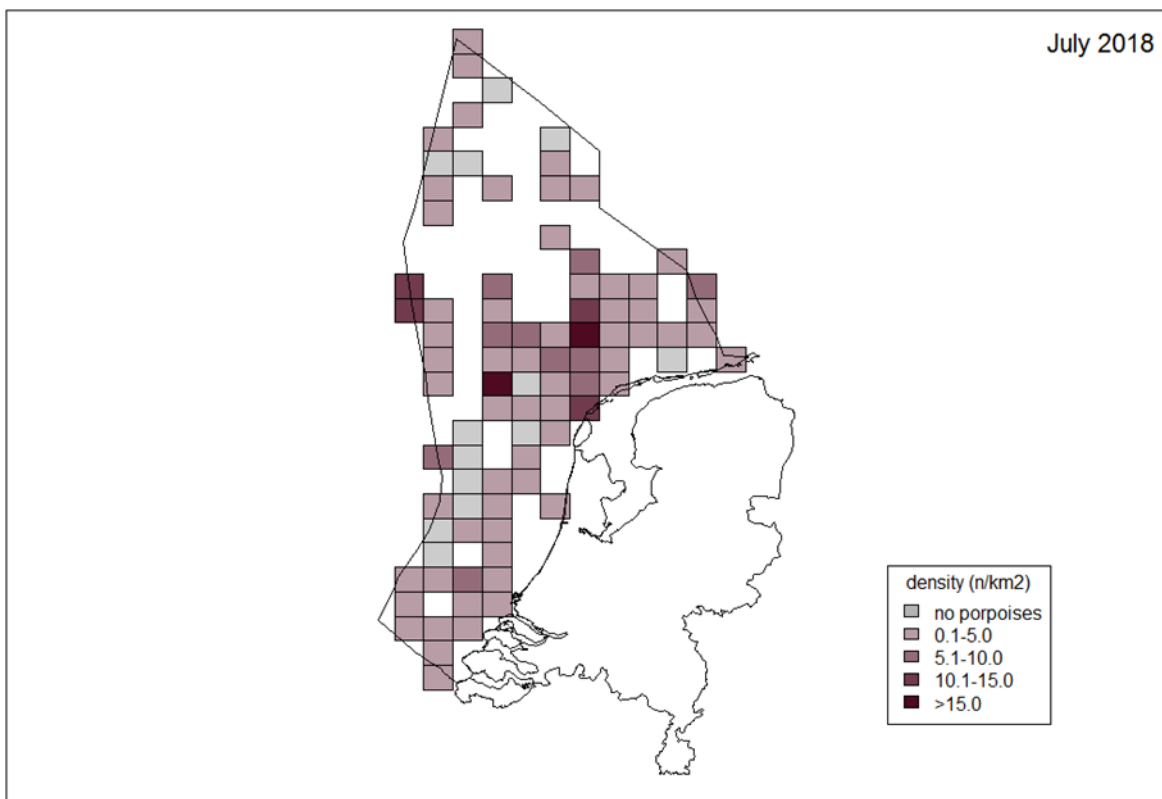 July 2018
density (n/km2)
no porpoises
0.1-5.0
5.1-10.0
10.1-15.0
>15.0